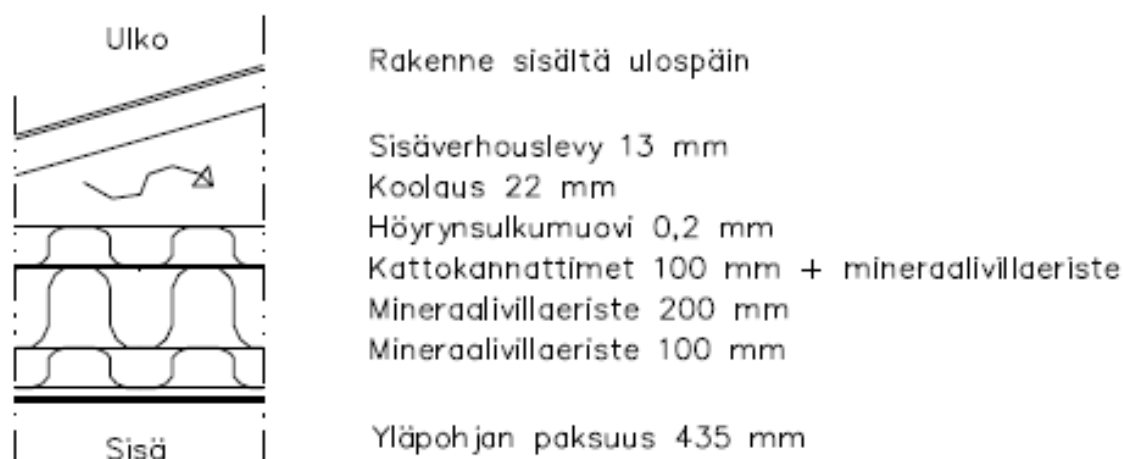 Ulko
Rakenne sisältä ulospäin
Sisäverhouslevy 13 mm
Koolaus 22 mm
Höyrynsulkumuovi 0,2 mm
Kattokannattimet 100 mm + mineraalivillaeriste
Mineraalivillaeriste 200 mm
Mineraalivillaeriste 100 mm
Yläpohjan paksuus 435 mm
Sisä